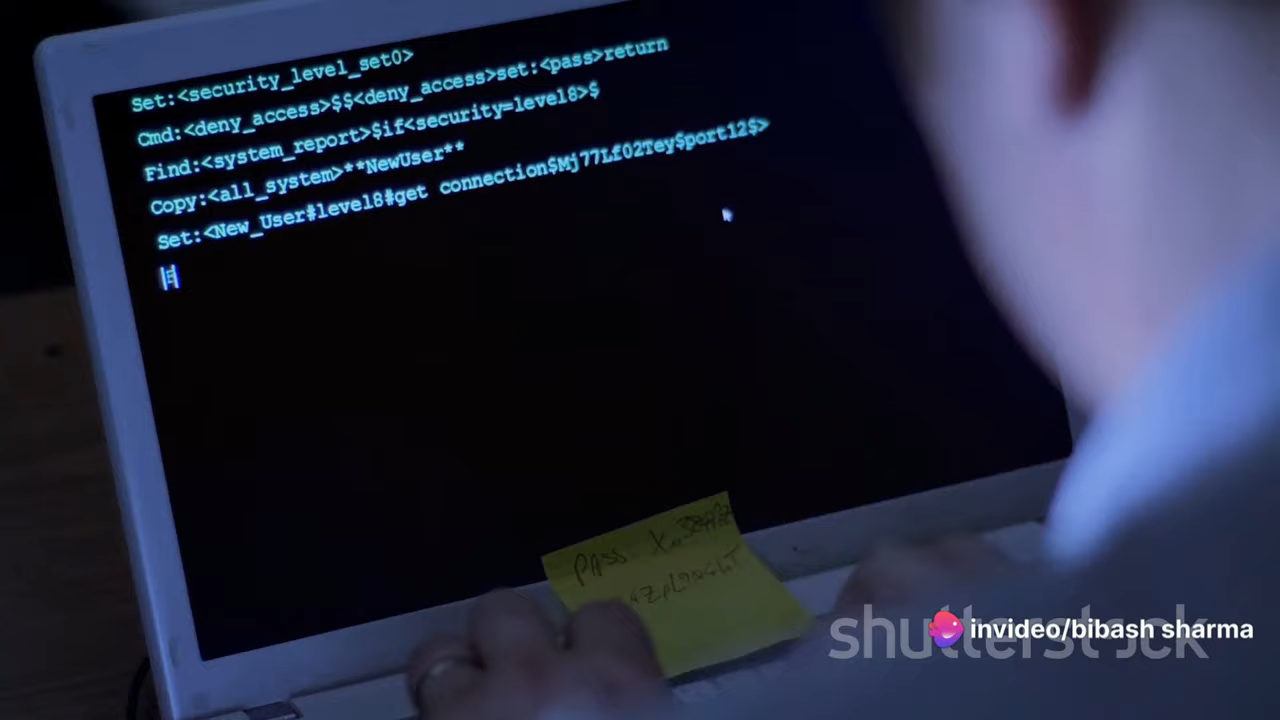 Set:<security_level_set0>
Cmd:<deny_access>$$<deny_access>set:<pass>return
Find:<system_report>$if<security=level8>$
Copy:<all_system>**NewUser**
Set:<New_User#level8#get connection$Mj77Lf02Tey$port12$>
PASS
shutterstock
invideo/bibash sharma